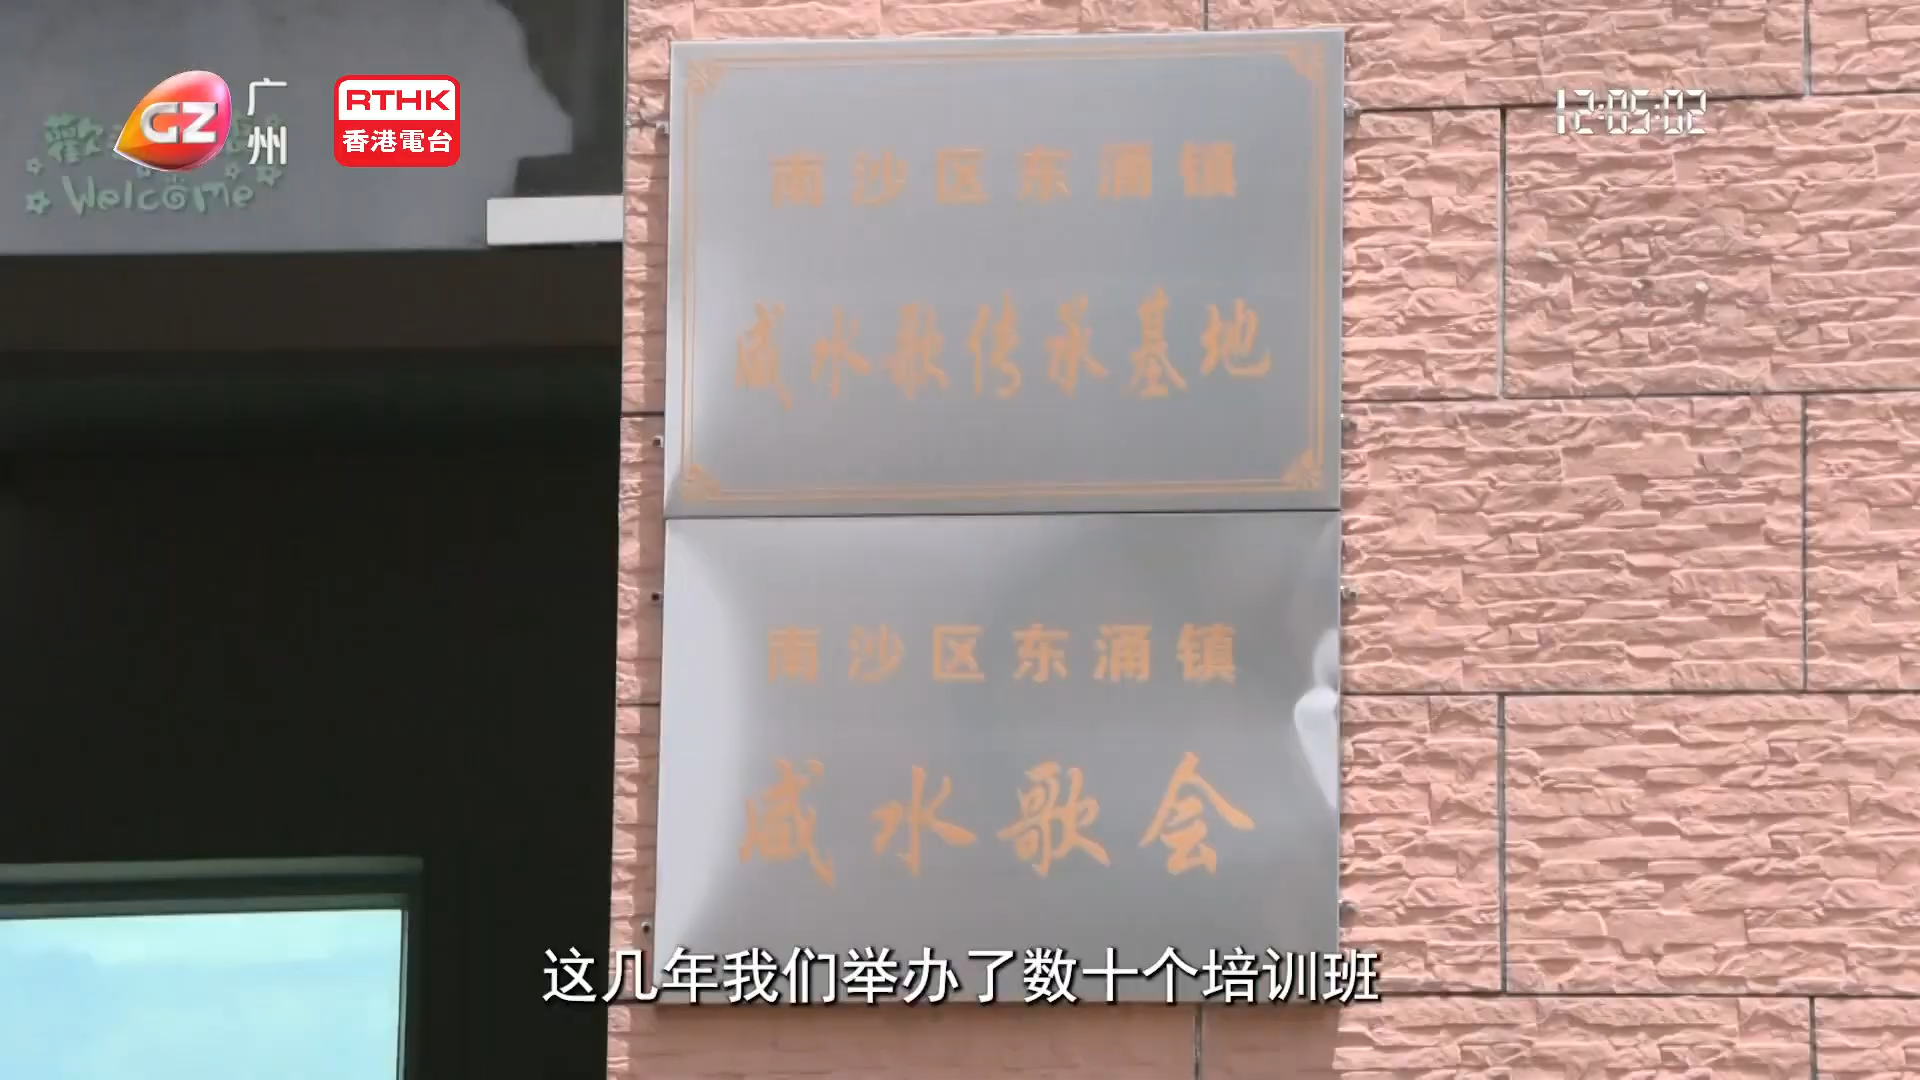 GZ
广州
RTHK
香港電台
12:05:02
Welcome
南沙区东涌镇
咸水歌传承基地
南沙区东涌镇
咸水歌会
这几年我们举办了数十个培训班